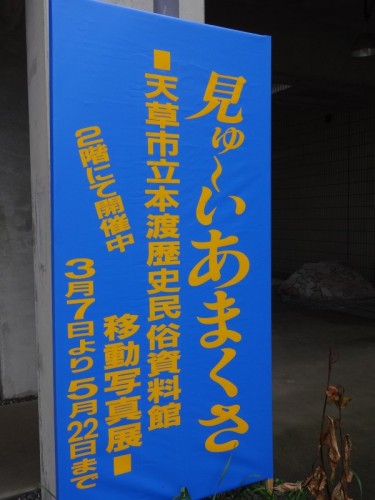 見ゅ〜いあまくさ
■天草市立本渡歴史民俗資料館
移動写真展■
2階にて開催中
3月7日より5月22日まで